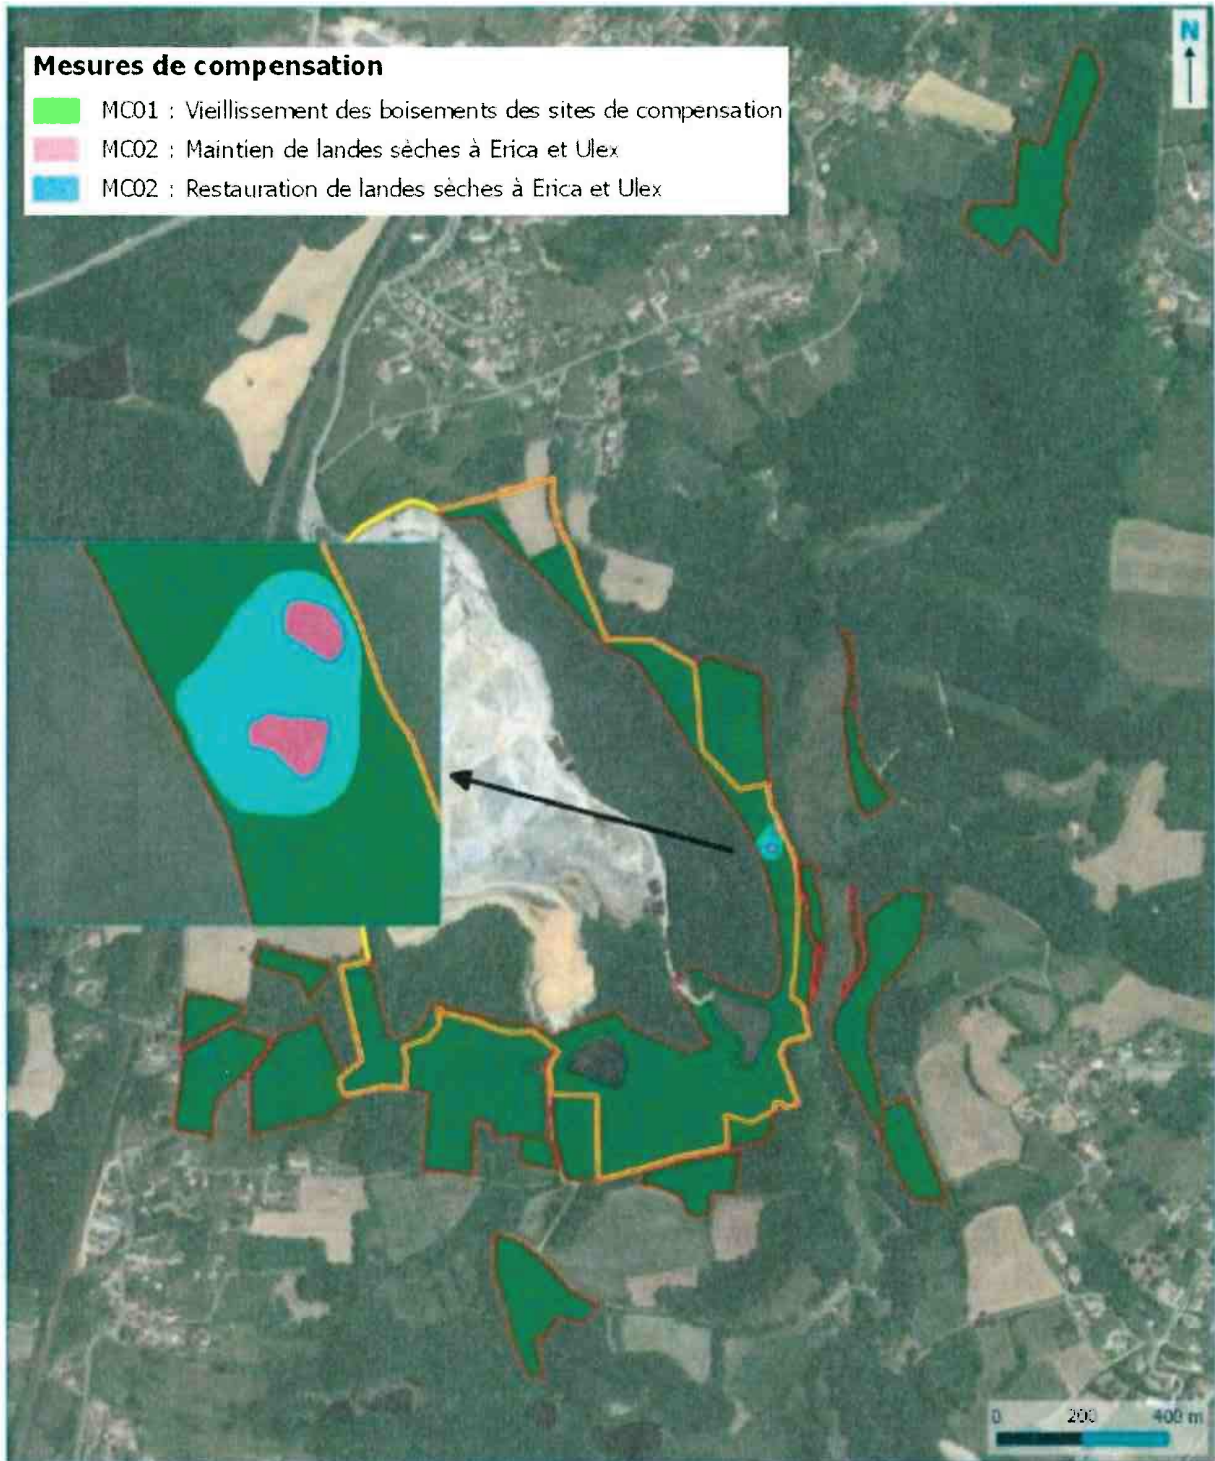 Mesures de compensation
MC01 : Vieillissement des boisements des sites de compensation
MC02 : Maintien de landes sèches à Erica et Ulex
MC02 : Restauration de landes sèches à Erica et Ulex
N
0 200 400 m